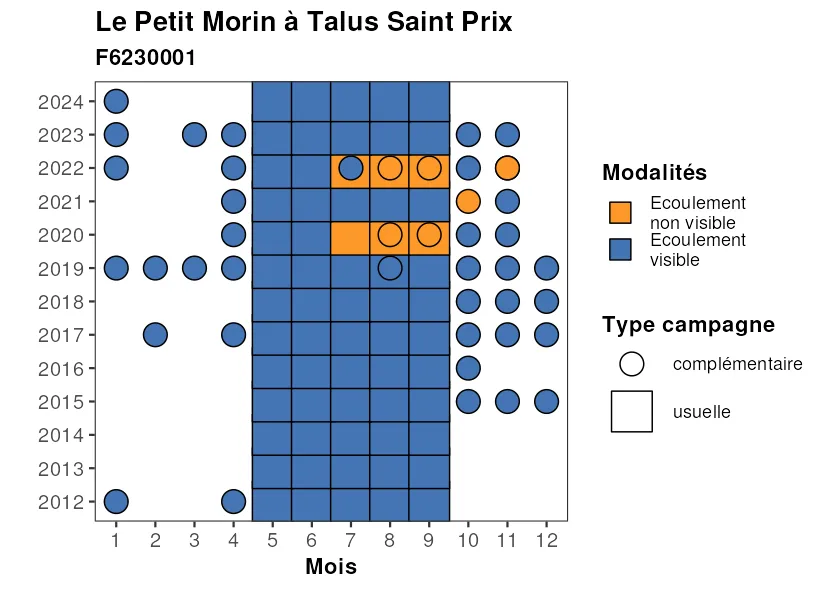 Le Petit Morin à Talus Saint Prix
F6230001
2024
2023
2022
2021
2020
2019
2018
2017
2016
2015
2014
2013
2012
1 2 3 4 5 6 7 8 9 10 11 12
Mois
Modalités
Ecoulement
non visible
Ecoulement
visible
Type campagne
complémentaire
usuelle